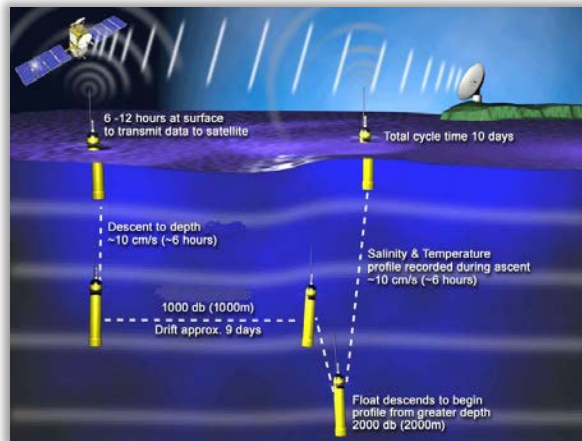 6 -12 hours at surface
to transmit data to satellite
Total cycle time 10 days
Descent to depth
~10 cm/s (~6 hours)
Salinity & Temperature
profile recorded during ascent
~10 cm/s (~6 hours)
1000 db (1000m)
Drift approx. 9 days
Float descends to begin
profile from greater depth
2000 db (2000m)